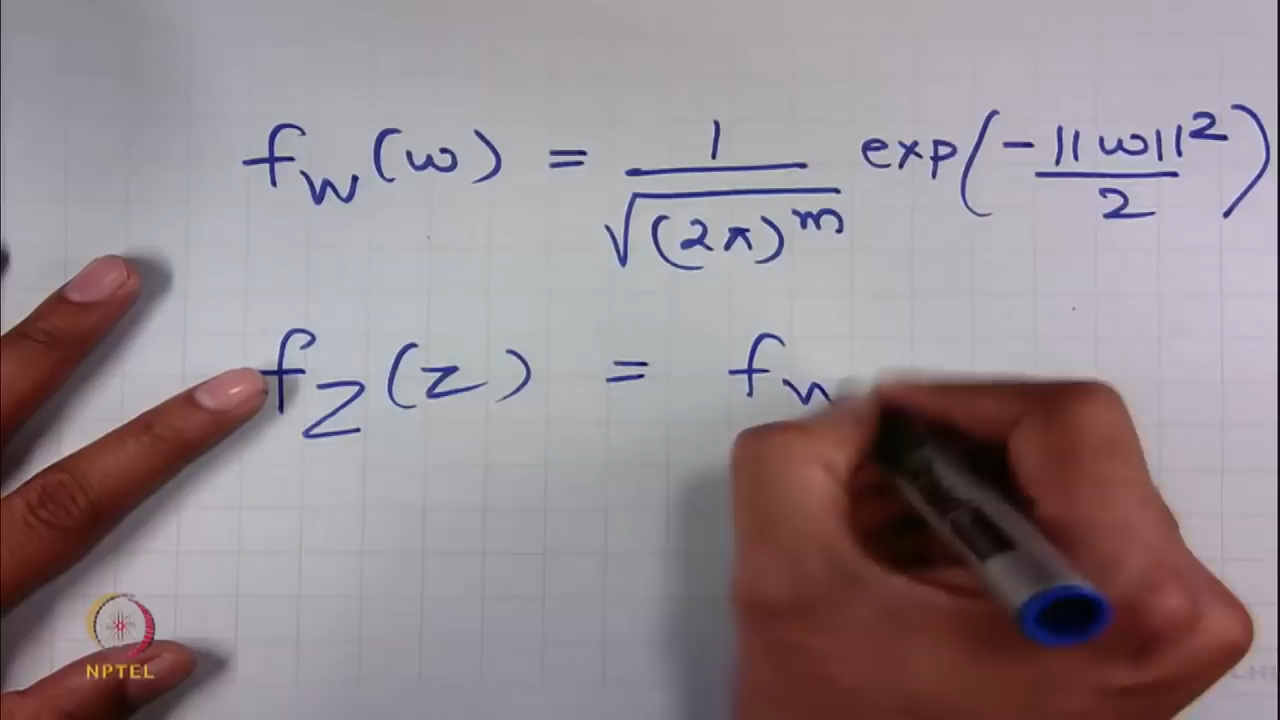 f_W(w) = 1/√((2π)^m) exp(-||w||²/2)
f_Z(z) = f_W
NPTEL